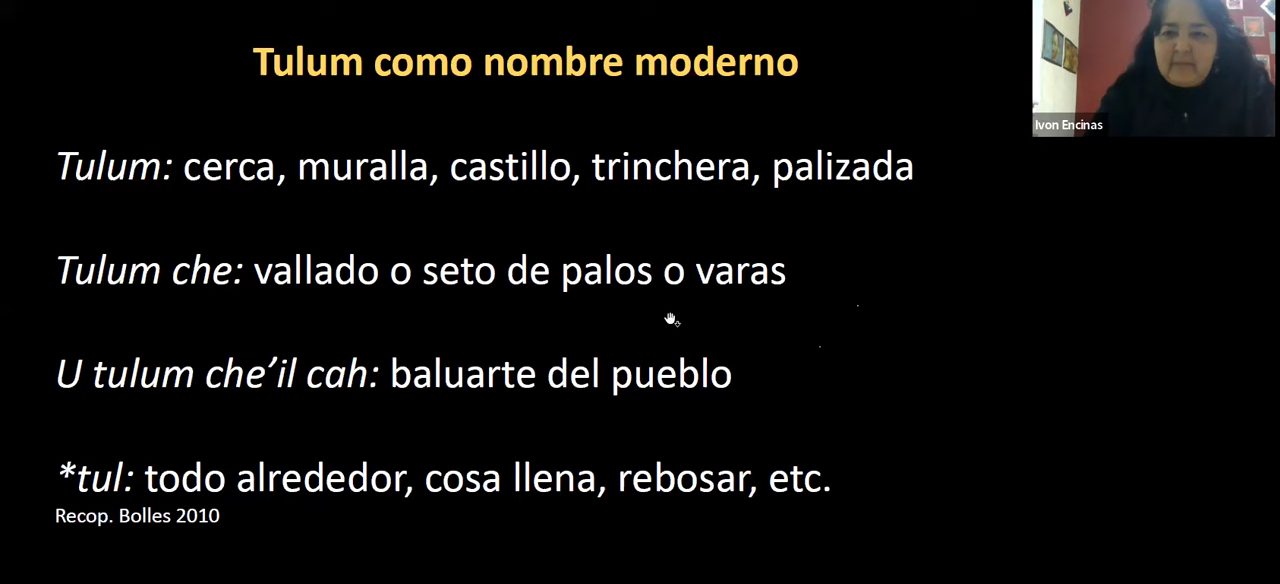 Tulum como nombre moderno
Ivon Encinas
Tulum: cerca, muralla, castillo, trinchera, palizada
Tulum che: vallado o seto de palos o varas
U tulum che’il cah: baluarte del pueblo
*tul: todo alrededor, cosa llena, rebosar, etc.
Recop. Bolles 2010